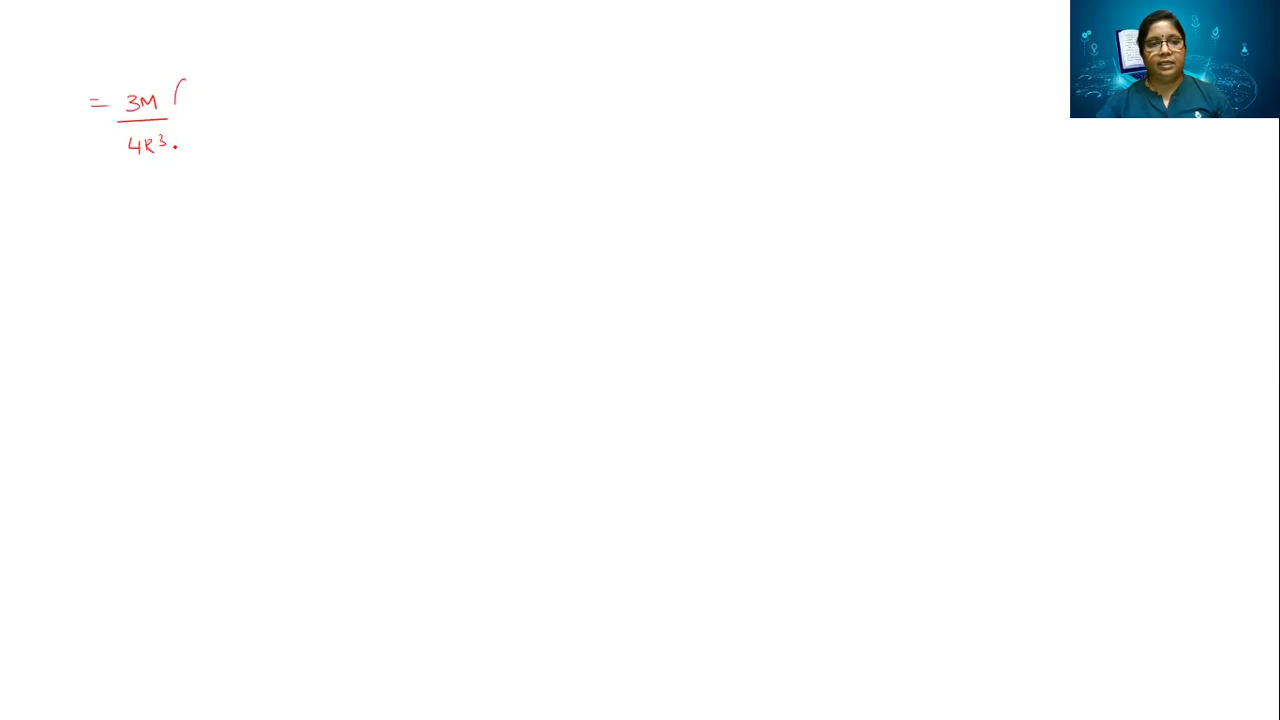 = 3M (
4R³.